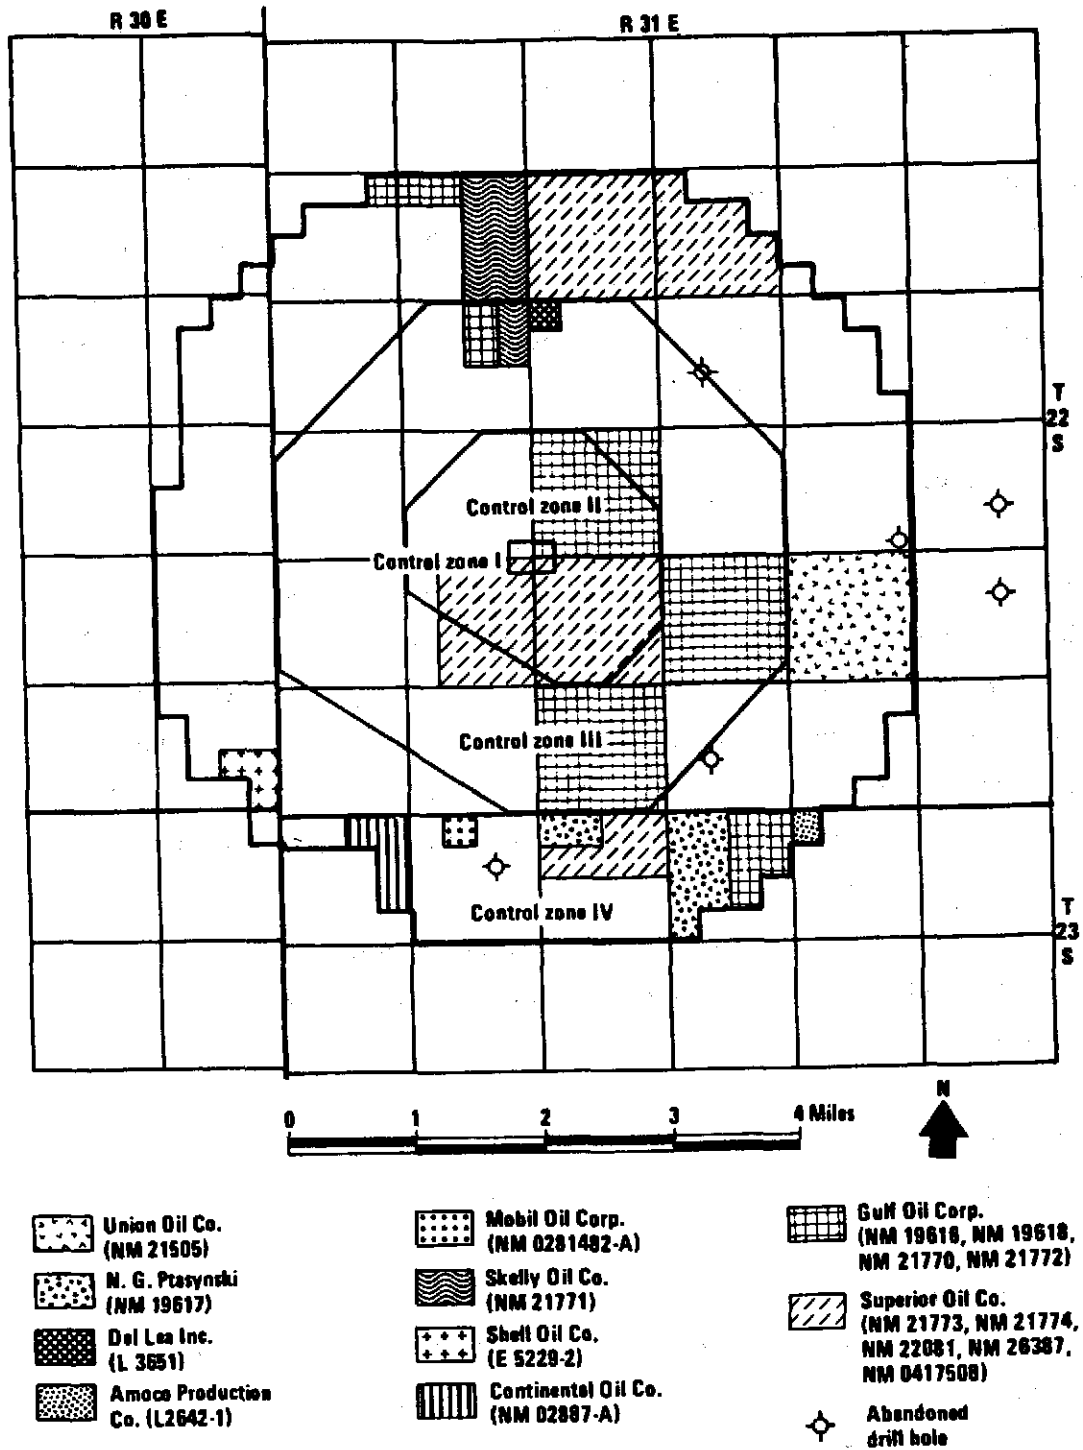 R 30 E
R 31 E
T
22
S
Control zone II
Control zone I
Control zone III
Control zone IV
T
23
S
N
0 1 2 3 4 Miles
Union Oil Co.
(NM 21505)
N. G. Ptasynski
(NM 19617)
Del Lea Inc.
(L 3651)
Amoco Production
Co. (L2642-1)
Mobil Oil Corp.
(NM 0281482-A)
Skelly Oil Co.
(NM 21771)
Shell Oil Co.
(E 5229-2)
Continental Oil Co.
(NM 02887-A)
Gulf Oil Corp.
(NM 19616, NM 19618,
NM 21770, NM 21772)
Superior Oil Co.
(NM 21773, NM 21774,
NM 22081, NM 26387,
NM 0417508)
Abandoned
drill hole